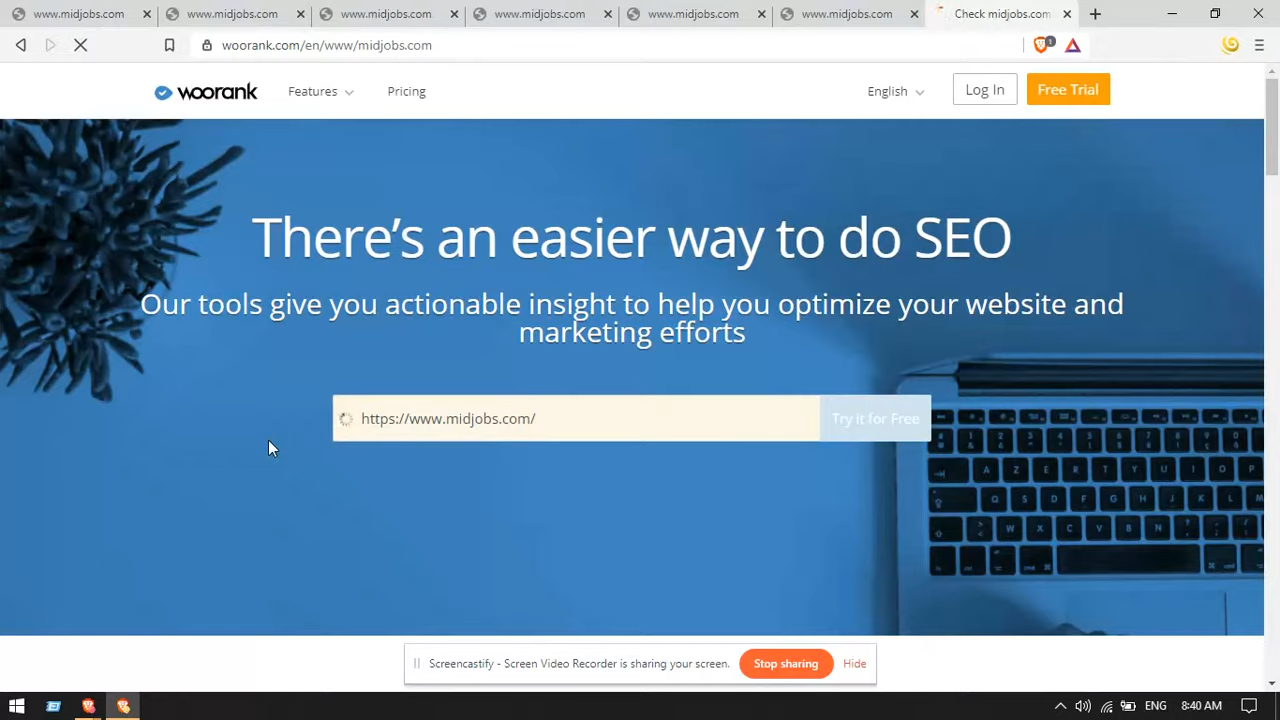 www.midjobs.com
www.midjobs.com
www.midjobs.com
www.midjobs.com
www.midjobs.com
www.midjobs.com
Check midjobs.com
woorank.com/en/www/midjobs.com
1
woorank
Features
Pricing
English
Log In
Free Trial
There's an easier way to do SEO
Our tools give you actionable insight to help you optimize your website and
marketing efforts
https://www.midjobs.com/
Try it for Free
Screencastify - Screen Video Recorder is sharing your screen.
Stop sharing
Hide
ENG
8:40 AM